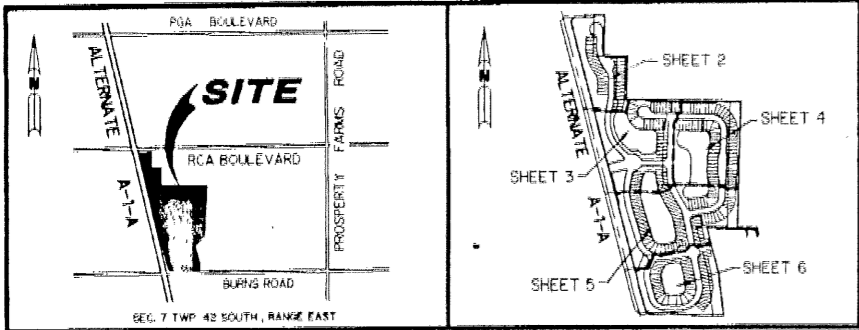 PGA BOULEVARD
N
ALTERNATE
A-1-A
SITE
PROSPERITY FARMS ROAD
RCA BOULEVARD
BURNS ROAD
SEC. 7 TWP 42 SOUTH, RANGE EAST
N
ALTERNATE
A-1-A
SHEET 2
SHEET 4
SHEET 3
SHEET 5
SHEET 6